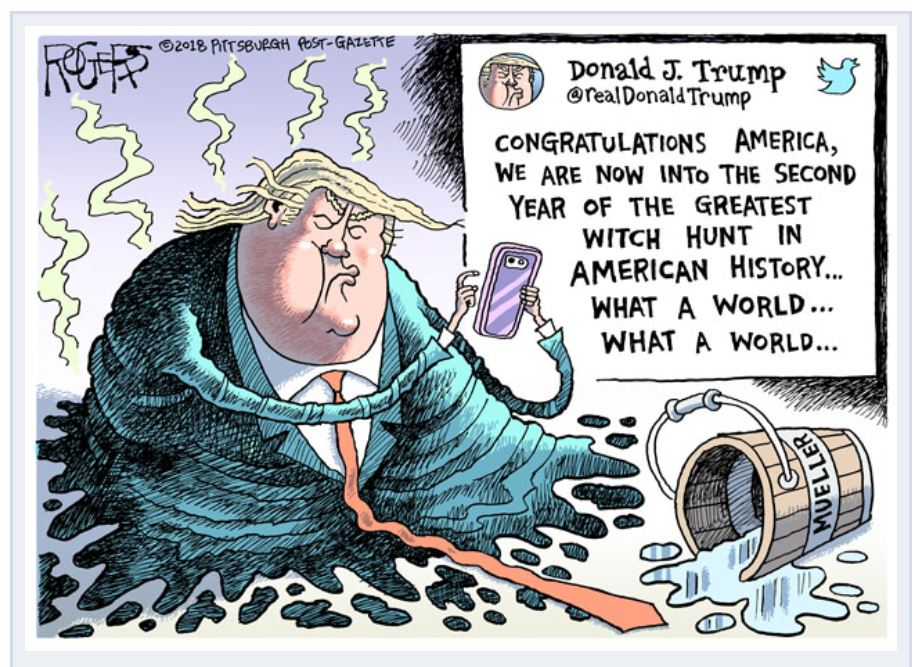 ROGERS ©2018 PITTSBURGH POST-GAZETTE
Donald J. Trump
@realDonaldTrump
CONGRATULATIONS AMERICA,
WE ARE NOW INTO THE SECOND
YEAR OF THE GREATEST
WITCH HUNT IN
AMERICAN HISTORY...
WHAT A WORLD...
WHAT A WORLD...
MUELLER